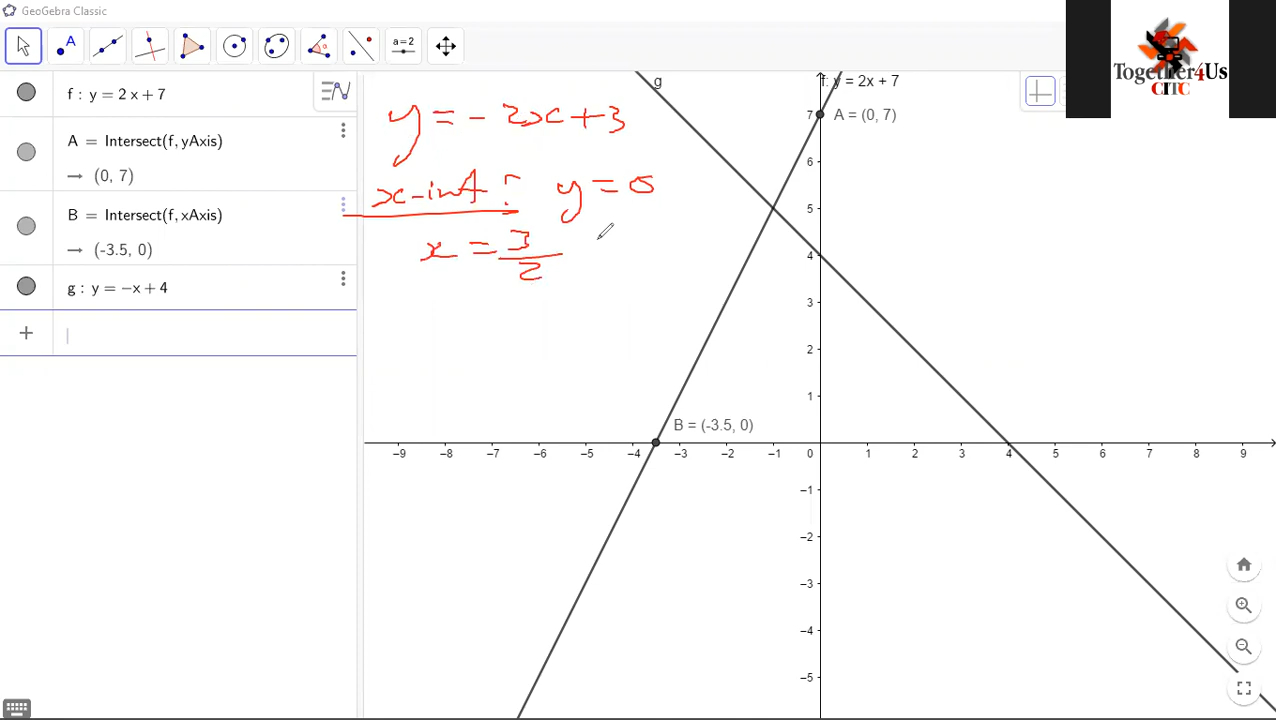 GeoGebra Classic
A
a = 2
f : y = 2 x + 7
A = Intersect(f, yAxis)
→ (0, 7)
B = Intersect(f, xAxis)
→ (-3.5, 0)
g : y = −x + 4
+
y = - 2x + 3
x-int : y = 0
x = 3/2
g
f: y = 2x + 7
A = (0, 7)
B = (-3.5, 0)
7
6
5
4
3
2
1
−9 −8 −7 −6 −5 −4 −3 −2 −1 0 1 2 3 4 5 6 7 8 9
−1
−2
−3
−4
−5
Together4Us
CITC